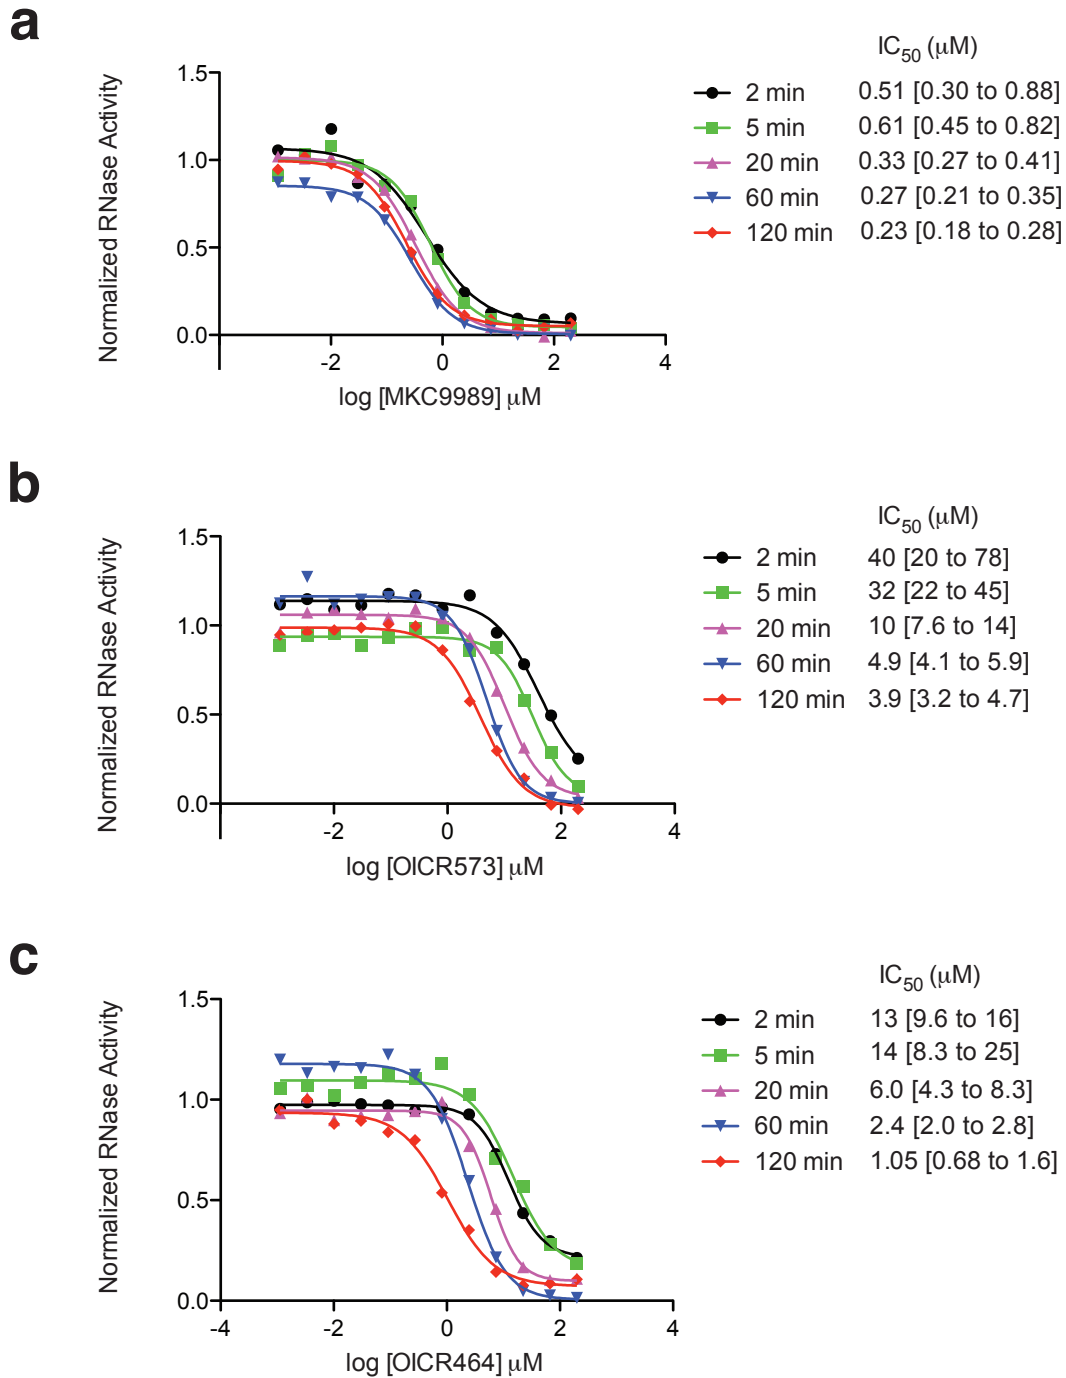 a
IC50 (μM)
Normalized RNase Activity
1.5
1.0
0.5
0.0
-2 0 2 4
log [MKC9989] μM
2 min 0.51 [0.30 to 0.88]
5 min 0.61 [0.45 to 0.82]
20 min 0.33 [0.27 to 0.41]
60 min 0.27 [0.21 to 0.35]
120 min 0.23 [0.18 to 0.28]
b
IC50 (μM)
Normalized RNase Activity
1.5
1.0
0.5
0.0
-2 0 2 4
log [OICR573] μM
2 min 40 [20 to 78]
5 min 32 [22 to 45]
20 min 10 [7.6 to 14]
60 min 4.9 [4.1 to 5.9]
120 min 3.9 [3.2 to 4.7]
c
IC50 (μM)
Normalized RNase Activity
1.5
1.0
0.5
0.0
-4 -2 0 2 4
log [OICR464] μM
2 min 13 [9.6 to 16]
5 min 14 [8.3 to 25]
20 min 6.0 [4.3 to 8.3]
60 min 2.4 [2.0 to 2.8]
120 min 1.05 [0.68 to 1.6]